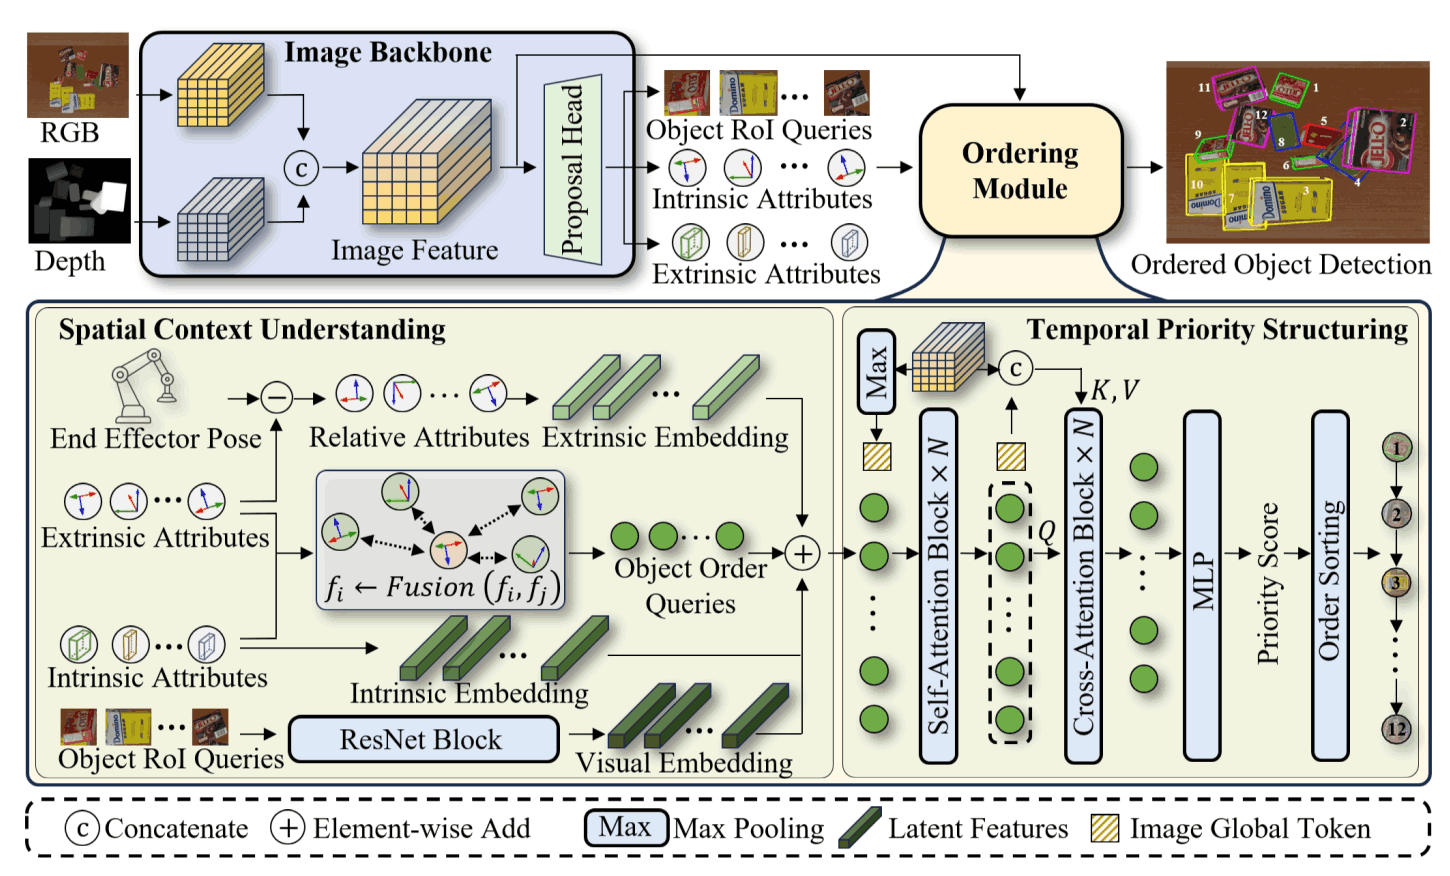 Image Backbone
RGB
Depth
c
Image Feature
Proposal Head
Object RoI Queries
Intrinsic Attributes
Extrinsic Attributes
Ordering
Module
11
1
12
5
2
9
8
6
4
10
7
3
Domino
Domino
Domino
JELL-O
Ordered Object Detection
Spatial Context Understanding
End Effector Pose
−
Relative Attributes
Extrinsic Embedding
Extrinsic Attributes
f_i ← Fusion (f_i, f_j)
Object Order
Queries
+
Intrinsic Attributes
Intrinsic Embedding
Object RoI Queries
ResNet Block
Visual Embedding
Temporal Priority Structuring
Max
c
K, V
Self-Attention Block × N
Q
Cross-Attention Block × N
MLP
Priority Score
Order Sorting
1
2
3
12
c Concatenate
+ Element-wise Add
Max Max Pooling
Latent Features
Image Global Token